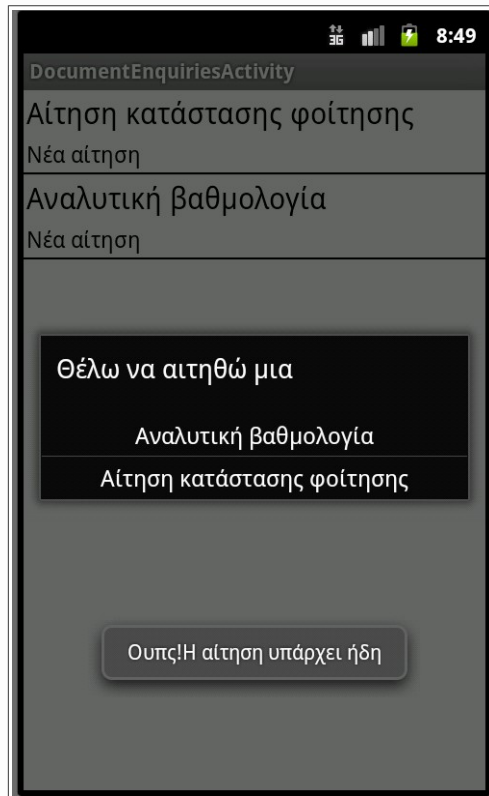 3G 8:49
DocumentEnquiriesActivity
Αίτηση κατάστασης φοίτησης
Νέα αίτηση
Αναλυτική βαθμολογία
Νέα αίτηση
Θέλω να αιτηθώ μια
Αναλυτική βαθμολογία
Αίτηση κατάστασης φοίτησης
Ουπς!Η αίτηση υπάρχει ήδη